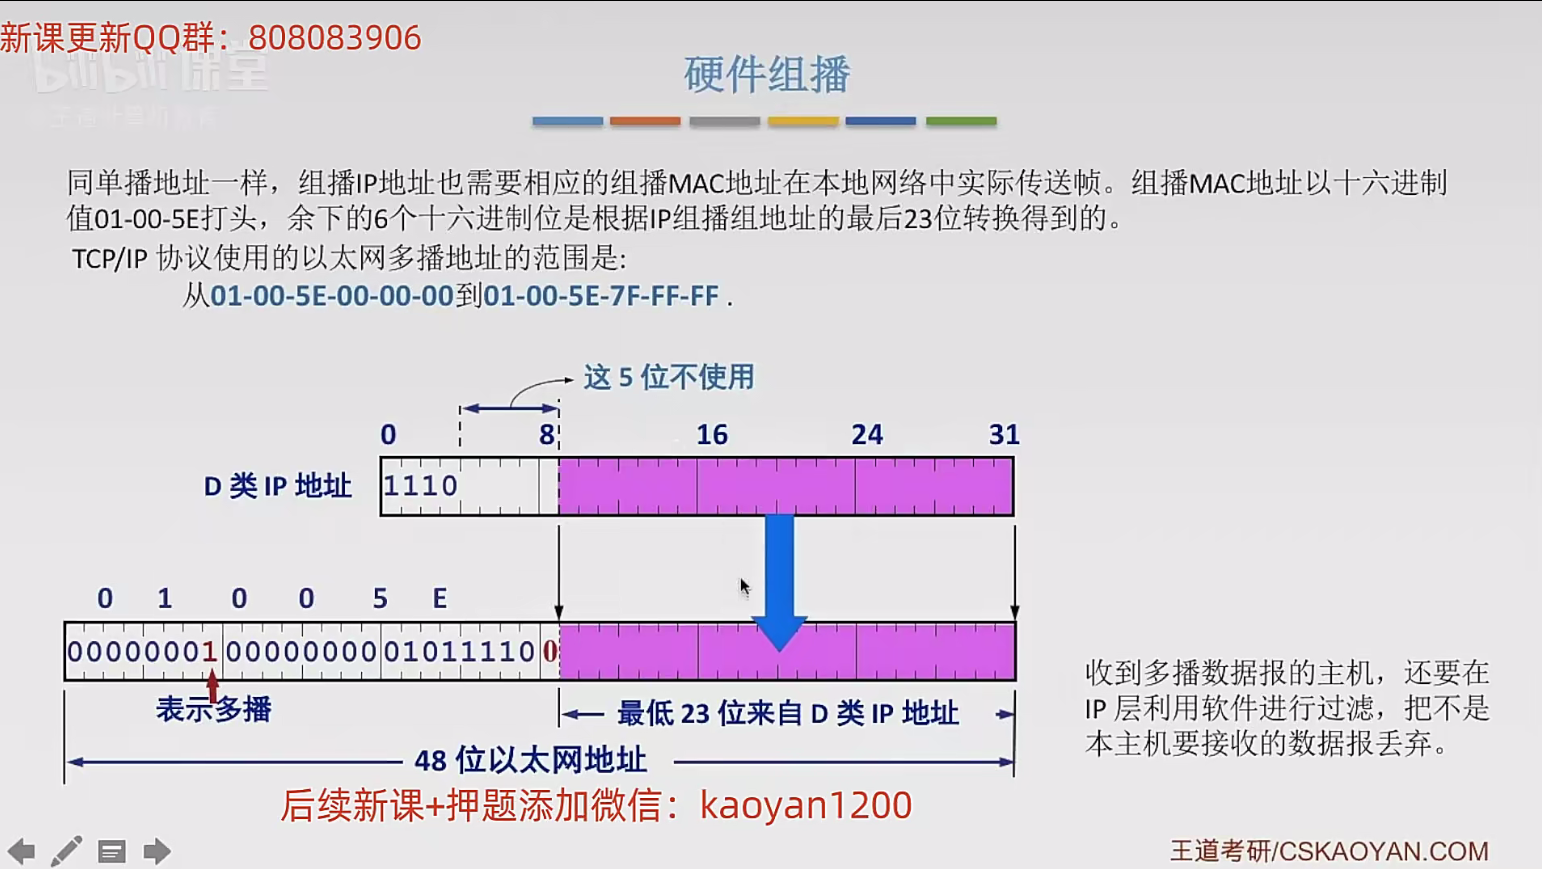 新课更新QQ群：808083906
bilibili 课堂
硬件组播
同单播地址一样，组播IP地址也需要相应的组播MAC地址在本地网络中实际传送帧。组播MAC地址以十六进制
值01-00-5E打头，余下的6个十六进制位是根据IP组播组地址的最后23位转换得到的。
TCP/IP 协议使用的以太网多播地址的范围是:
从01-00-5E-00-00-00到01-00-5E-7F-FF-FF .
这 5 位不使用
0 8 16 24 31
D 类 IP 地址 1110
0 1 0 0 5 E
00000001 00000000 01011110 0
表示多播
最低 23 位来自 D 类 IP 地址
48 位以太网地址
收到多播数据报的主机，还要在
IP 层利用软件进行过滤，把不是
本主机要接收的数据报丢弃。
后续新课+押题添加微信：kaoyan1200
王道考研/CSKAOYAN.COM